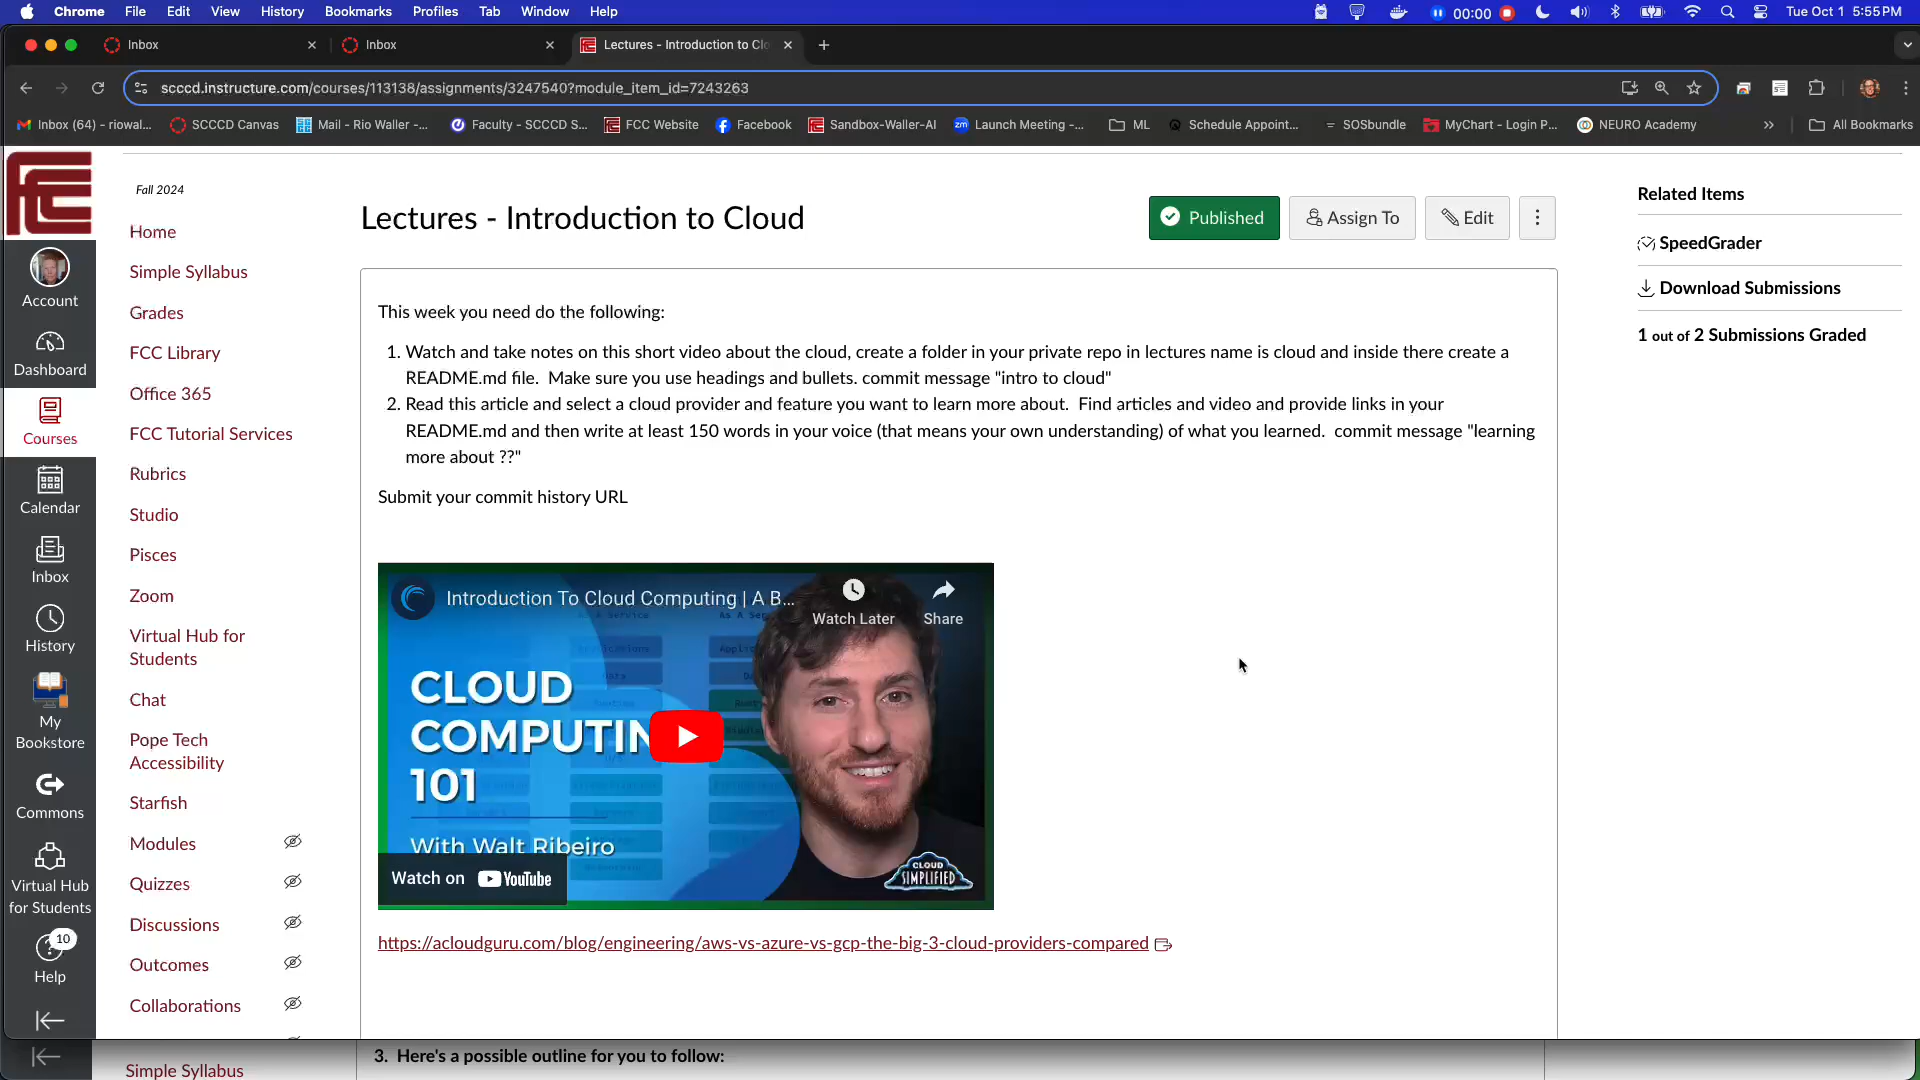 Chrome File Edit View History Bookmarks Profiles Tab Window Help 00:00 Tue Oct 1 5:55 PM
Inbox Inbox Lectures - Introduction to Clo
scccd.instructure.com/courses/113138/assignments/3247540?module_item_id=7243263
Inbox (64) - riowal... SCCCD Canvas Mail - Rio Waller -... Faculty - SCCCD S... FCC Website Facebook Sandbox-Waller-AI Launch Meeting -... ML Schedule Appoint... SOSbundle MyChart - Login P... NEURO Academy » All Bookmarks
Account
Dashboard
Courses
Calendar
Inbox
History
My
Bookstore
Commons
Virtual Hub
for Students
10
Help
Fall 2024
Home
Simple Syllabus
Grades
FCC Library
Office 365
FCC Tutorial Services
Rubrics
Studio
Pisces
Zoom
Virtual Hub for
Students
Chat
Pope Tech
Accessibility
Starfish
Modules
Quizzes
Discussions
Outcomes
Collaborations
Simple Syllabus
Lectures - Introduction to Cloud
Published Assign To Edit
This week you need do the following:
1. Watch and take notes on this short video about the cloud, create a folder in your private repo in lectures name is cloud and inside there create a
README.md file. Make sure you use headings and bullets. commit message "intro to cloud"
2. Read this article and select a cloud provider and feature you want to learn more about. Find articles and video and provide links in your
README.md and then write at least 150 words in your voice (that means your own understanding) of what you learned. commit message "learning
more about ??"
Submit your commit history URL
Introduction To Cloud Computing | A B...
Watch Later Share
CLOUD
COMPUTIN
101
With Walt Ribeiro
CLOUD
SIMPLIFIED
Watch on YouTube
https://acloudguru.com/blog/engineering/aws-vs-azure-vs-gcp-the-big-3-cloud-providers-compared
3. Here's a possible outline for you to follow:
Related Items
SpeedGrader
Download Submissions
1 out of 2 Submissions Graded